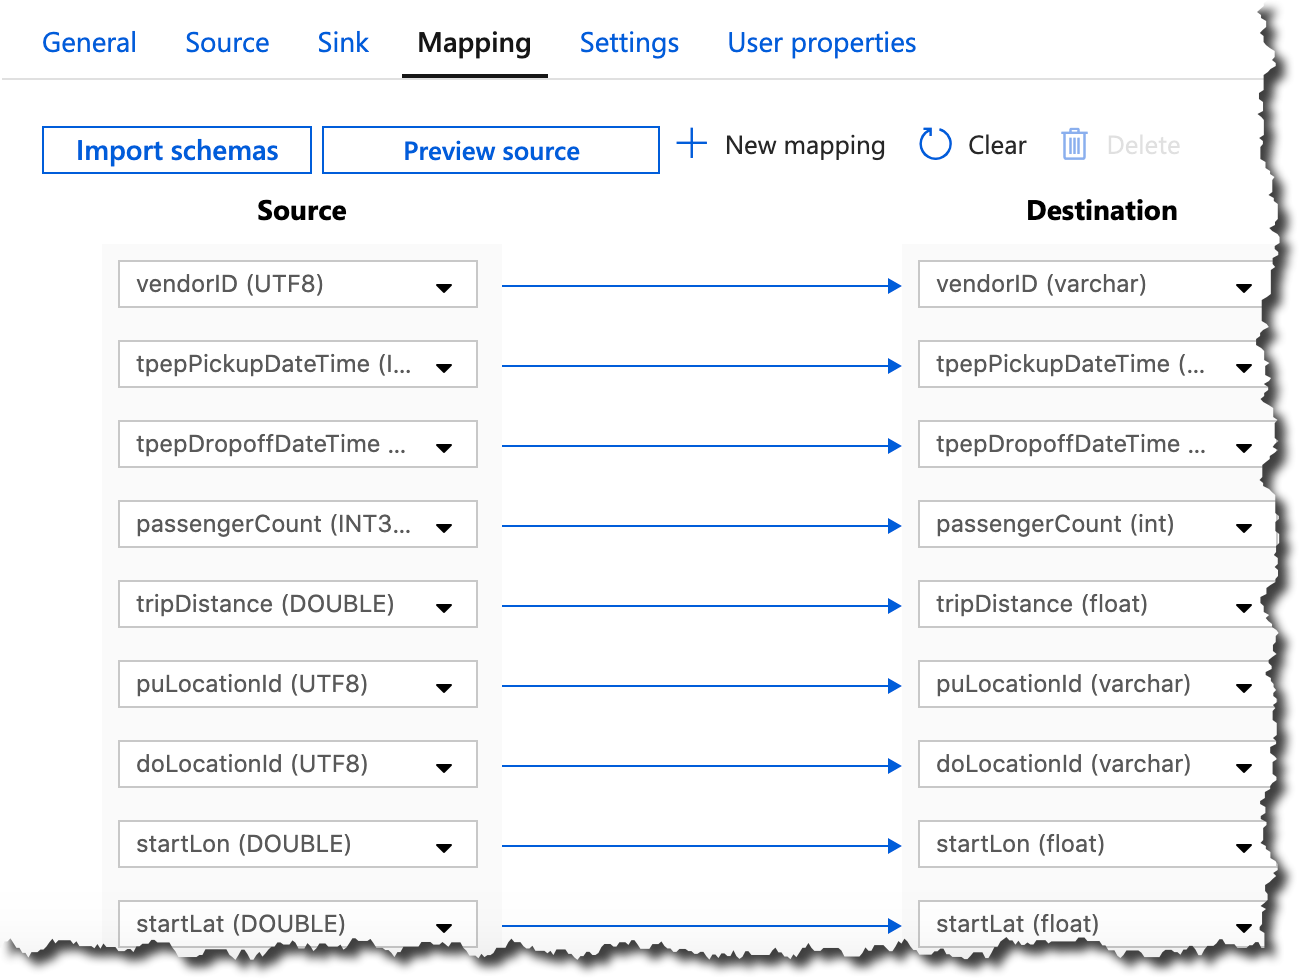 General Source Sink Mapping Settings User properties
Import schemas Preview source New mapping Clear Delete
Source Destination
vendorID (UTF8) vendorID (varchar)
tpepPickupDateTime (I... tpepPickupDateTime (...
tpepDropoffDateTime ... tpepDropoffDateTime ...
passengerCount (INT3... passengerCount (int)
tripDistance (DOUBLE) tripDistance (float)
puLocationId (UTF8) puLocationId (varchar)
doLocationId (UTF8) doLocationId (varchar)
startLon (DOUBLE) startLon (float)
startLat (DOUBLE) startLat (float)